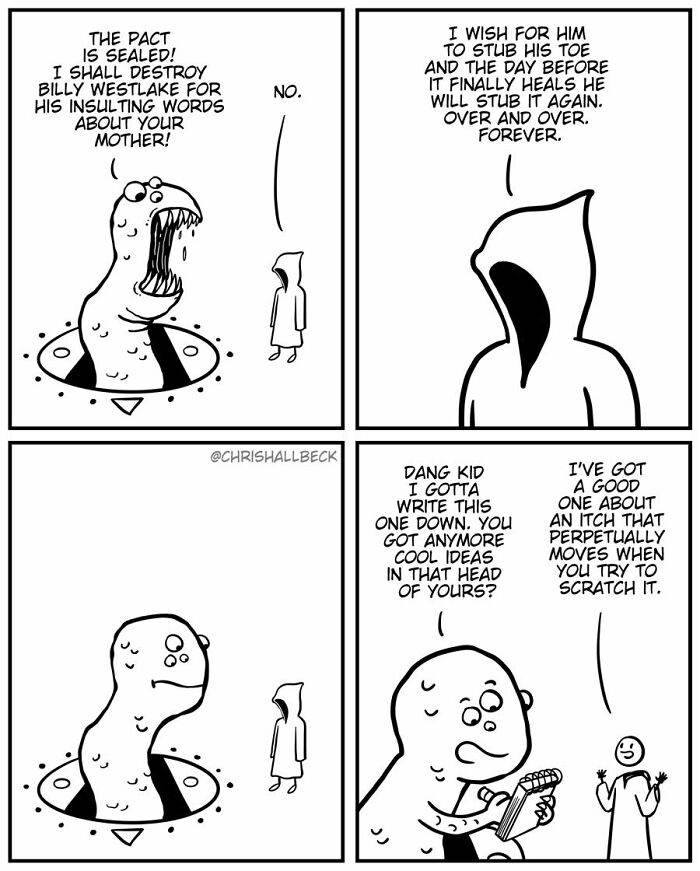 THE PACT
IS SEALED!
I SHALL DESTROY
BILLY WESTLAKE FOR
HIS INSULTING WORDS
ABOUT YOUR
MOTHER!
NO.
I WISH FOR HIM
TO STUB HIS TOE
AND THE DAY BEFORE
IT FINALLY HEALS HE
WILL STUB IT AGAIN.
OVER AND OVER.
FOREVER.
@CHRISHALLBECK
DANG KID
I GOTTA
WRITE THIS
ONE DOWN. YOU
GOT ANYMORE
COOL IDEAS
IN THAT HEAD
OF YOURS?
I'VE GOT
A GOOD
ONE ABOUT
AN ITCH THAT
PERPETUALLY
MOVES WHEN
YOU TRY TO
SCRATCH IT.